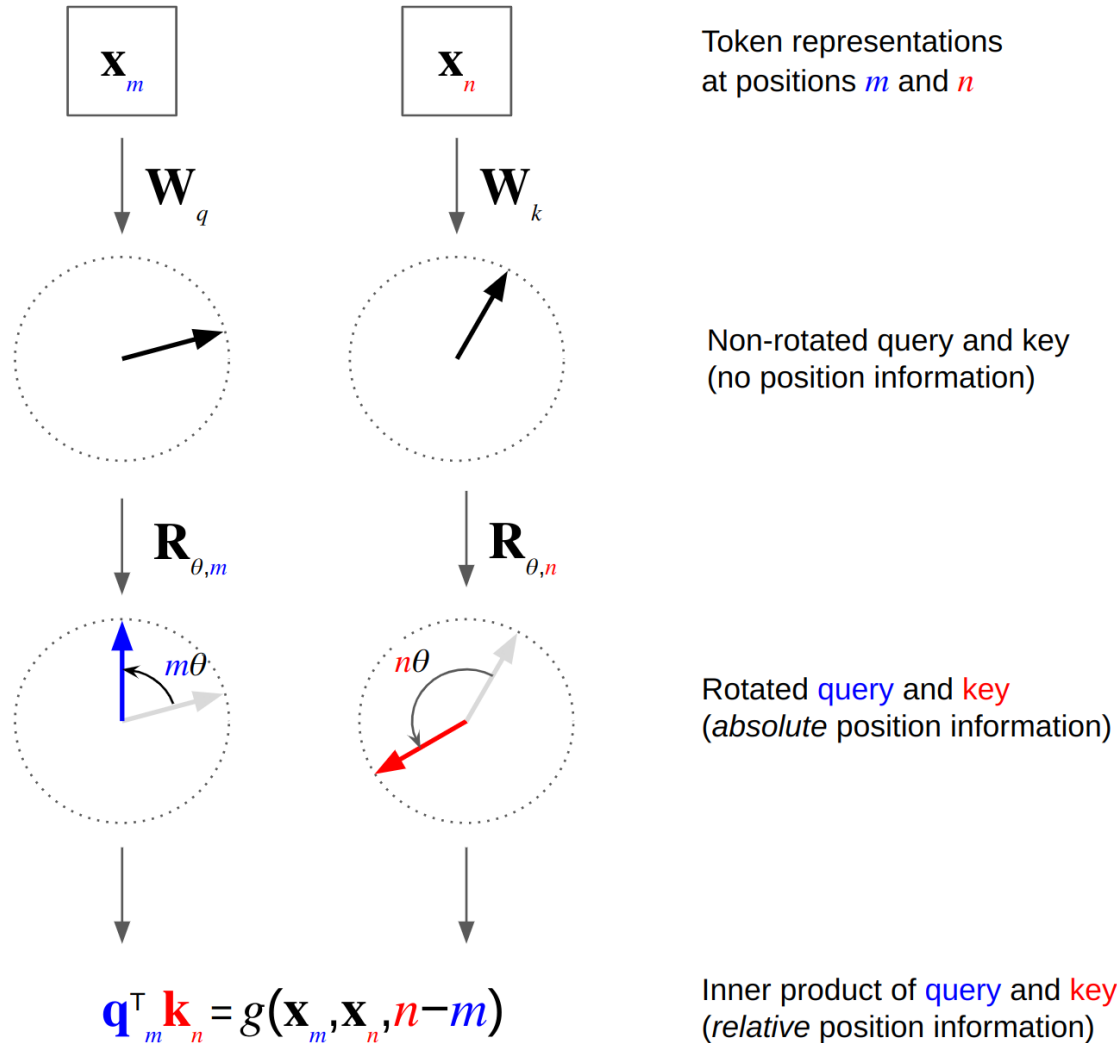 x_m
x_n
Token representations
at positions m and n
W_q
W_k
Non-rotated query and key
(no position information)
R_θ,m
R_θ,n
mθ
nθ
Rotated query and key
(absolute position information)
q^T_m k_n = g(x_m,x_n,n−m)
Inner product of query and key
(relative position information)